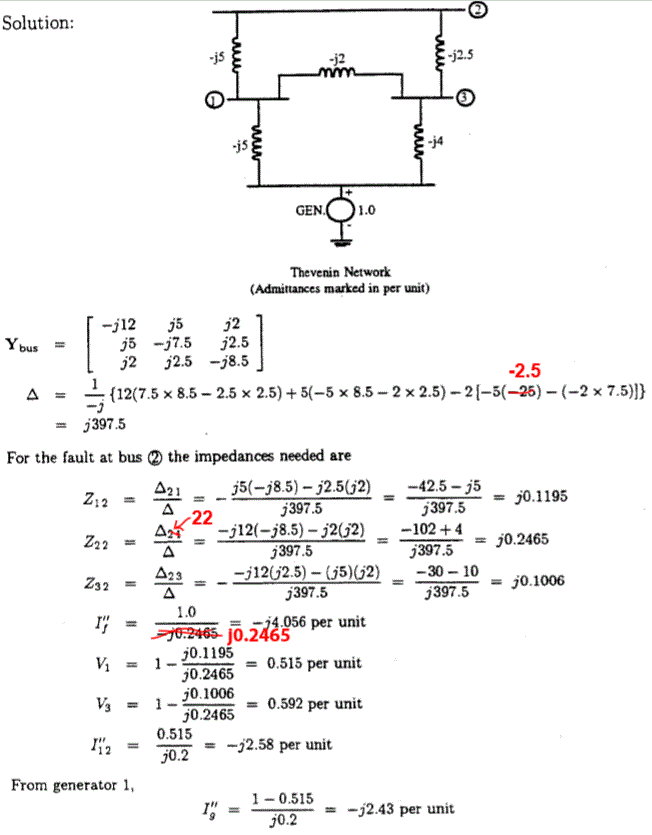 Solution:
②
-j5
-j2
-j2.5
①
③
-j5
-j4
+
GEN. 1.0
-
Thevenin Network
(Admittances marked in per unit)
Y bus = [ -j12 j5 j2
j5 -j7.5 j2.5
j2 j2.5 -j8.5 ]
-2.5
Δ = 1/-j {12(7.5 × 8.5 – 2.5 × 2.5) + 5(–5 × 8.5 – 2 × 2.5) – 2[–5(–25) – (–2 × 7.5)]}
= j397.5
For the fault at bus ② the impedances needed are
Z12 = Δ21/Δ = – j5(–j8.5) – j2.5(j2) / j397.5 = –42.5 – j5 / j397.5 = j0.1195
22
Z22 = Δ24/Δ = –j12(–j8.5) – j2(j2) / j397.5 = –102 + 4 / j397.5 = j0.2465
Z32 = Δ23/Δ = – –j12(j2.5) – (j5)(j2) / j397.5 = –30 – 10 / j397.5 = j0.1006
I″f = 1.0 / –j0.2465 = –j4.056 per unit
j0.2465
V1 = 1 – j0.1195 / j0.2465 = 0.515 per unit
V3 = 1 – j0.1006 / j0.2465 = 0.592 per unit
I″12 = 0.515 / j0.2 = –j2.58 per unit
From generator 1,
I″g = 1 – 0.515 / j0.2 = –j2.43 per unit